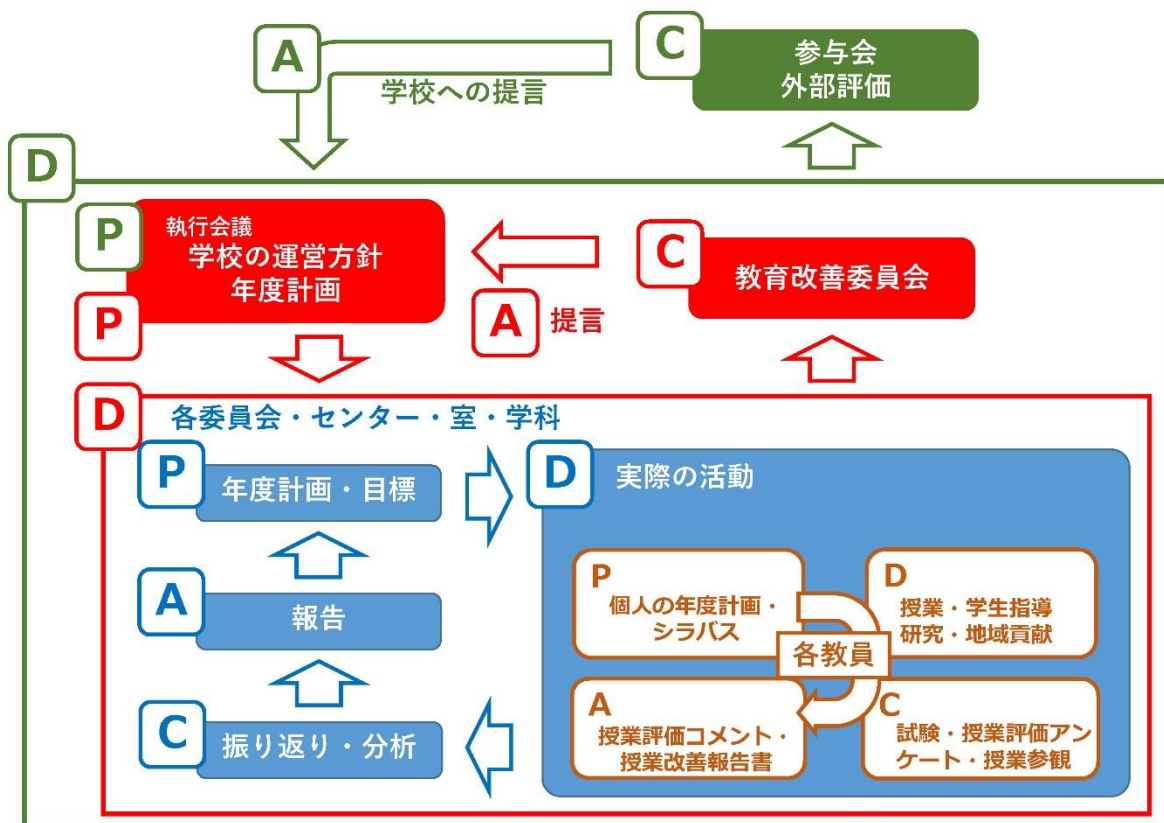 A
学校への提言
C
参与会
外部評価
D
P
執行会議
学校の運営方針
年度計画
P
A
提言
C
教育改善委員会
D
各委員会・センター・室・学科
P
年度計画・目標
A
報告
C
振り返り・分析
D
実際の活動
P
個人の年度計画・
シラバス
D
授業・学生指導
研究・地域貢献
各教員
A
授業評価コメント・
授業改善報告書
C
試験・授業評価アン
ケート・授業参観